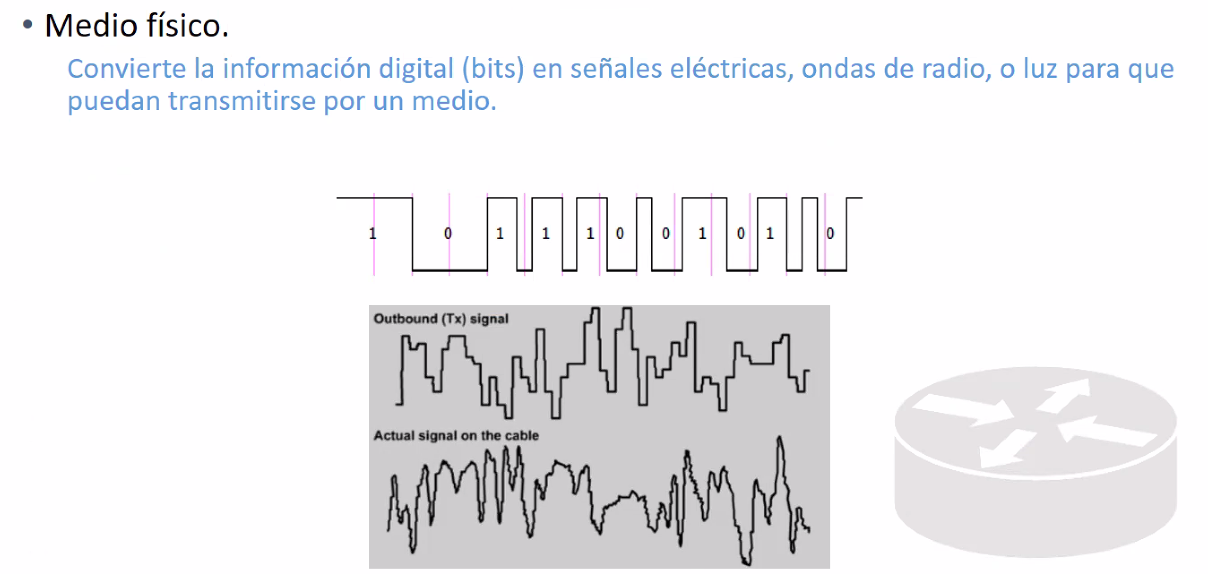 • Medio físico.
Convierte la información digital (bits) en señales eléctricas, ondas de radio, o luz para que
puedan transmitirse por un medio.
1 0 1 1 1 0 0 1 0 1 0
Outbound (Tx) signal
Actual signal on the cable